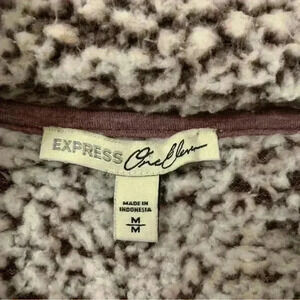 EXPRESS One Eleven
MADE IN
INDONESIA
M
M